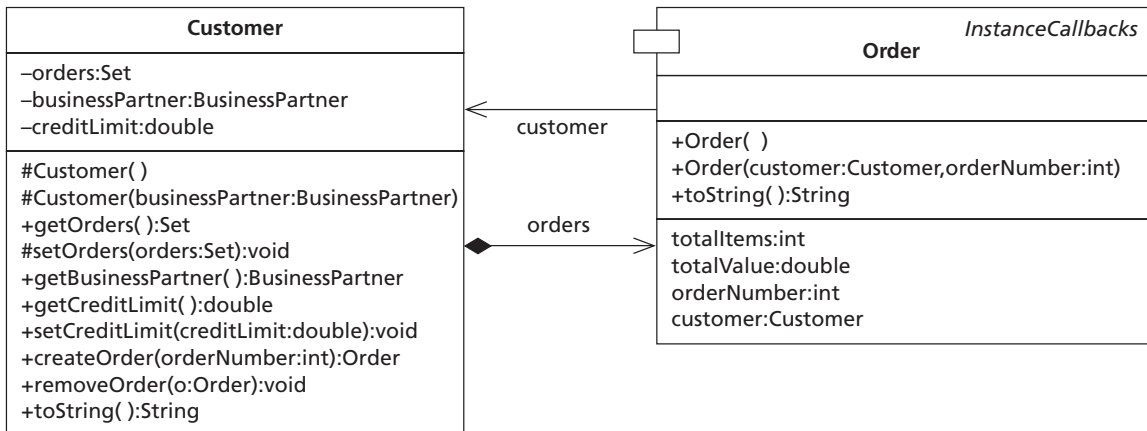 Customer
–orders:Set
–businessPartner:BusinessPartner
–creditLimit:double
#Customer( )
#Customer(businessPartner:BusinessPartner)
+getOrders( ):Set
#setOrders(orders:Set):void
+getBusinessPartner( ):BusinessPartner
+getCreditLimit( ):double
+setCreditLimit(creditLimit:double):void
+createOrder(orderNumber:int):Order
+removeOrder(o:Order):void
+toString( ):String
customer
orders
InstanceCallbacks
Order
+Order( )
+Order(customer:Customer,orderNumber:int)
+toString( ):String
totalItems:int
totalValue:double
orderNumber:int
customer:Customer